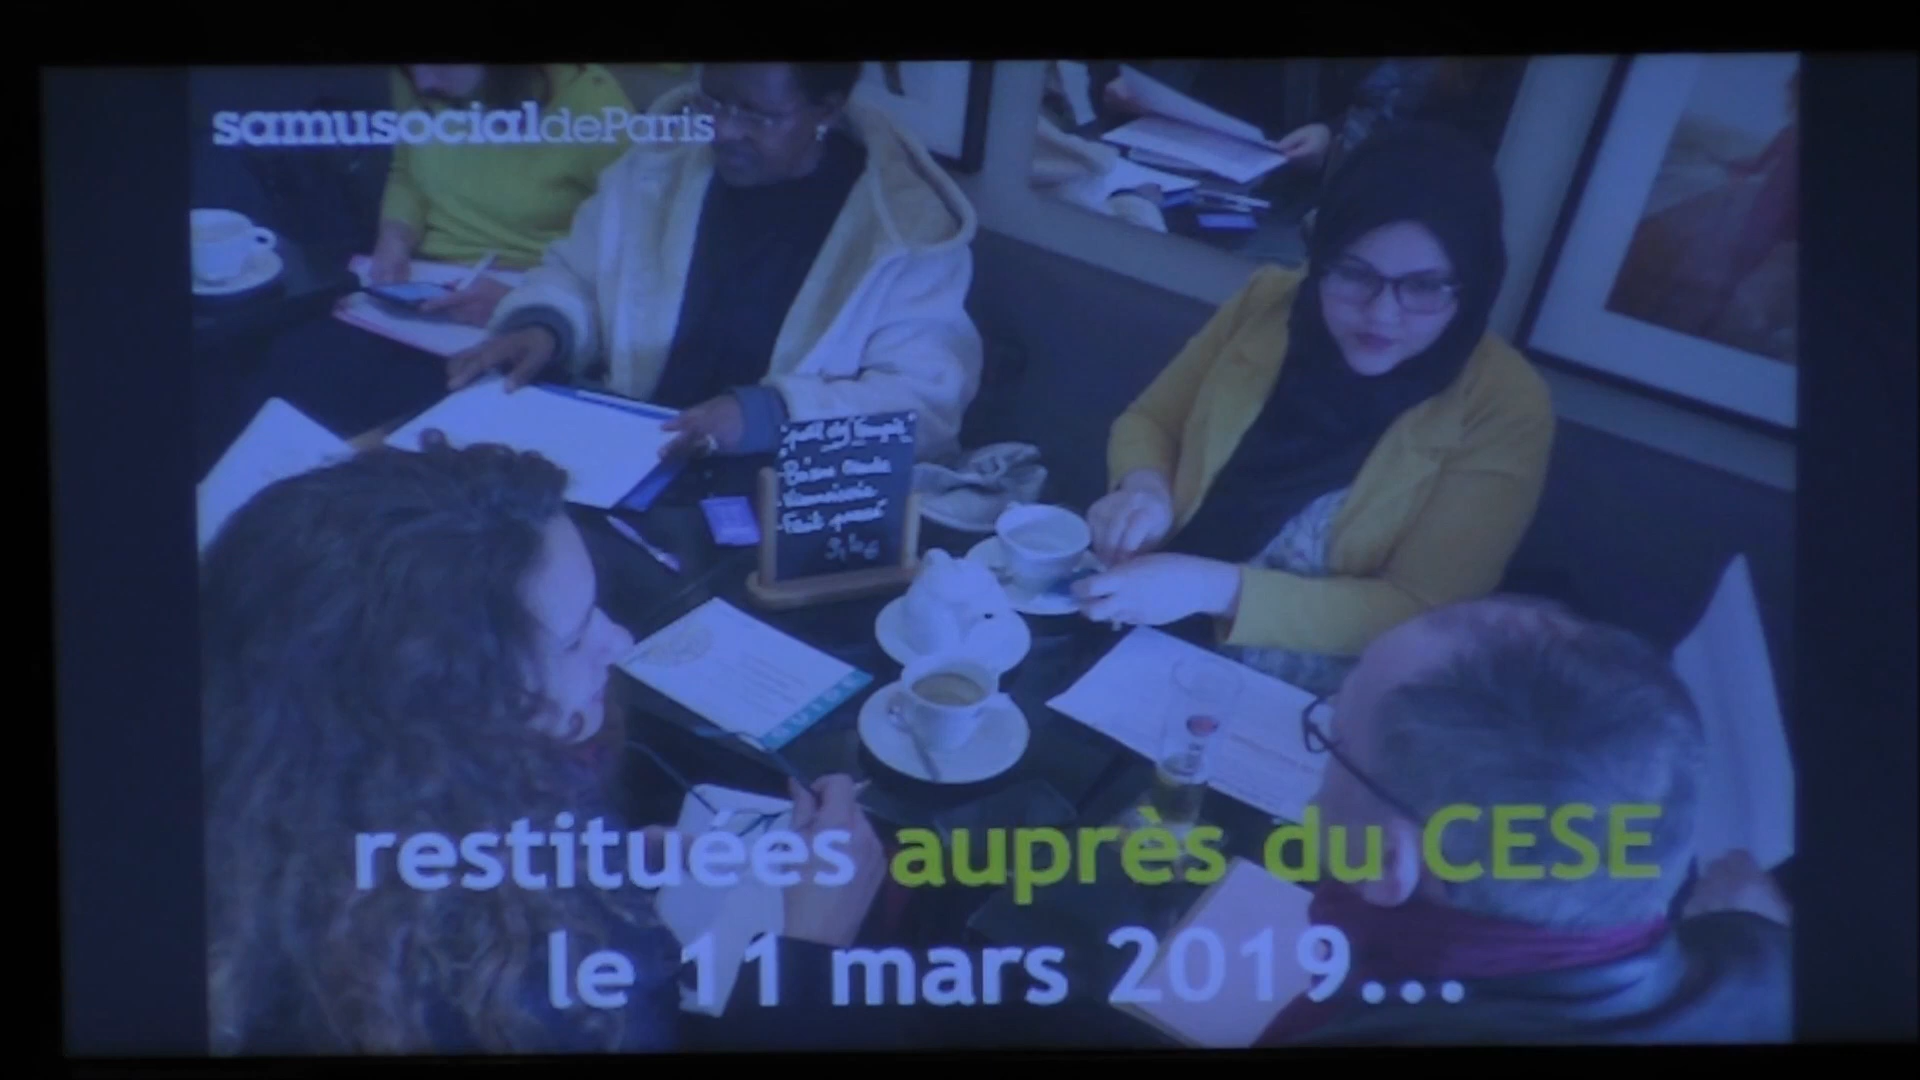 samusocialdeParis
restituées auprès du CESE
le 11 mars 2019...